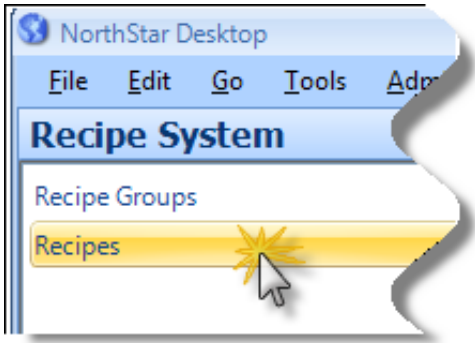 NorthStar Desktop
File Edit Go Tools
Recipe System
Recipe Groups
Recipes